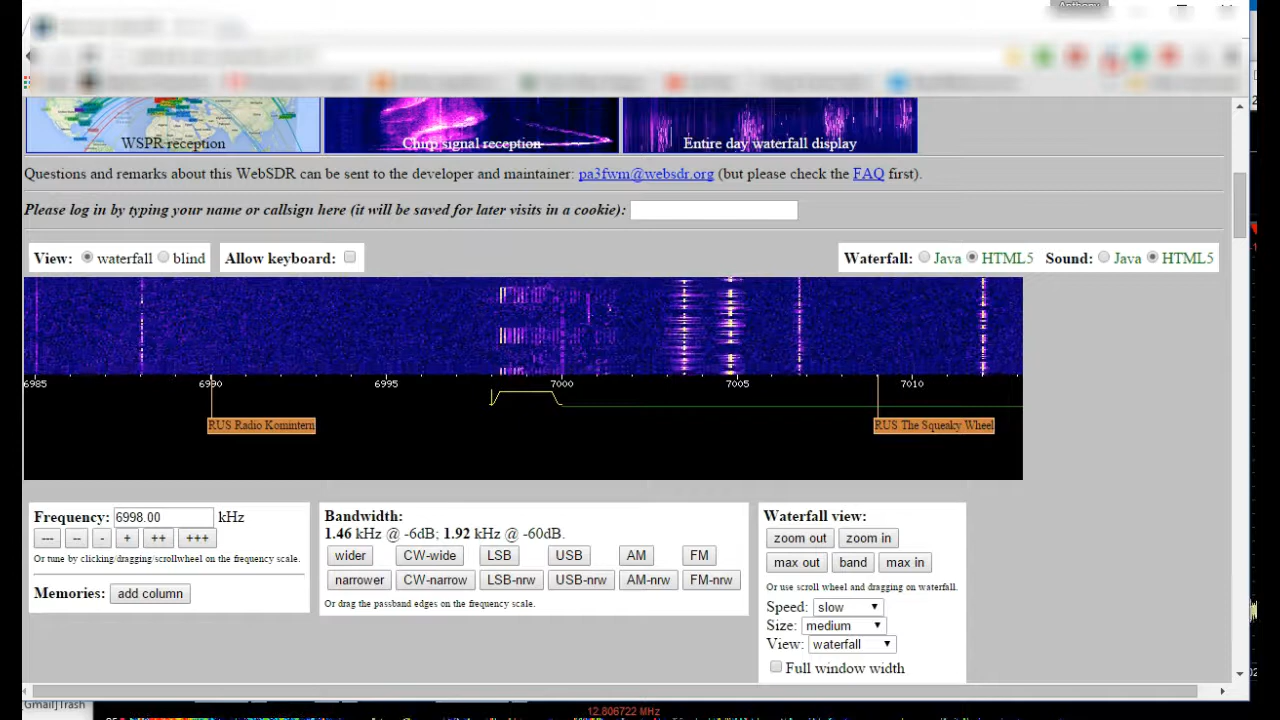 Anthony
WSPR reception
Chirp signal reception
Entire day waterfall display
Questions and remarks about this WebSDR can be sent to the developer and maintainer: pa3fwm@websdr.org (but please check the FAQ first).
Please log in by typing your name or callsign here (it will be saved for later visits in a cookie):
View: waterfall blind Allow keyboard: Waterfall: Java HTML5 Sound: Java HTML5
6985 6990 6995 7000 7005 7010
RUS Radio Komintern RUS The Squeaky Wheel
Frequency: 6998.00 kHz
--- -- - + ++ +++
Or tune by clicking/dragging/scrollwheel on the frequency scale.
Memories: add column
Bandwidth:
1.46 kHz @ -6dB; 1.92 kHz @ -60dB.
wider CW-wide LSB USB AM FM
narrower CW-narrow LSB-nrw USB-nrw AM-nrw FM-nrw
Or drag the passband edges on the frequency scale.
Waterfall view:
zoom out zoom in
max out band max in
Or use scroll wheel and dragging on waterfall.
Speed: slow
Size: medium
View: waterfall
Full window width
[Gmail]/Trash
12.806722 MHz